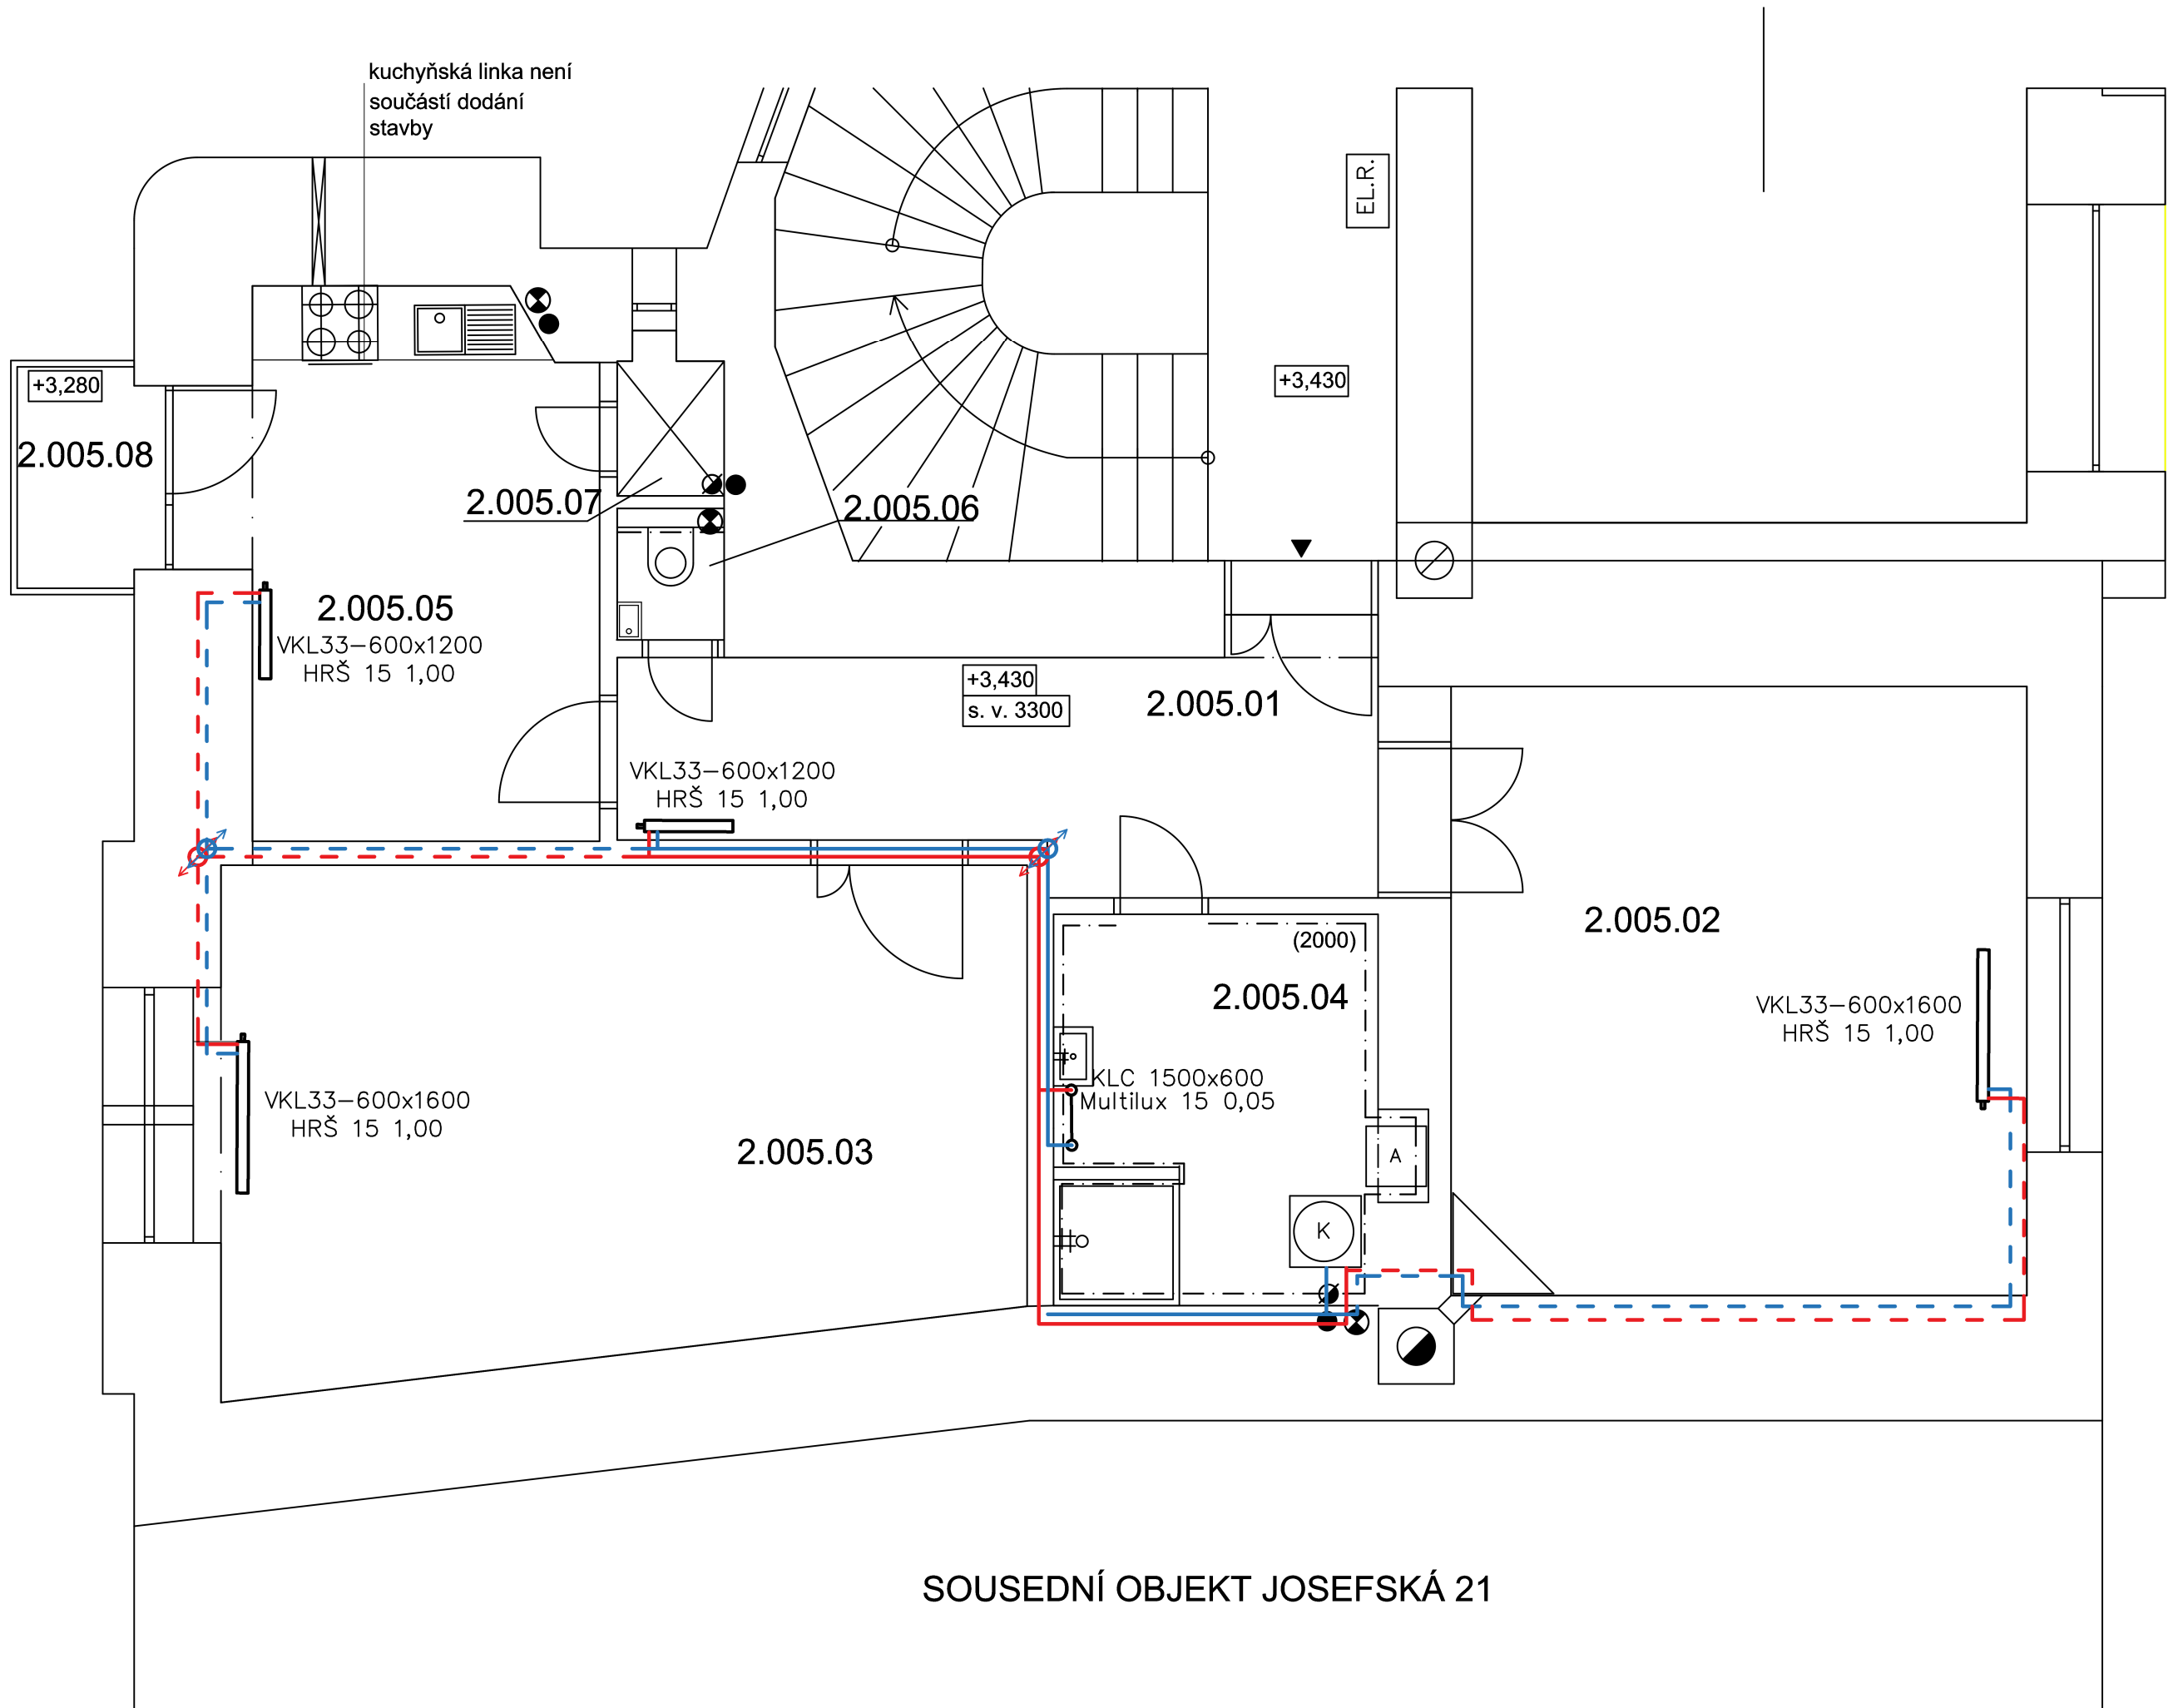 kuchyňská linka není
součástí dodání
stavby
EL.R.
+3,280
+3,430
2.005.08
2.005.07
2.005.06
2.005.05
VKL33-600x1200
HRŠ 15 1,00
+3,430
s. v. 3300
2.005.01
VKL33-600x1200
HRŠ 15 1,00
2.005.02
(2000)
2.005.04
VKL33-600x1600
HRŠ 15 1,00
KLC 1500x600
Multilux 15 0,05
VKL33-600x1600
HRŠ 15 1,00
2.005.03
A
K
SOUSEDNÍ OBJEKT JOSEFSKÁ 21